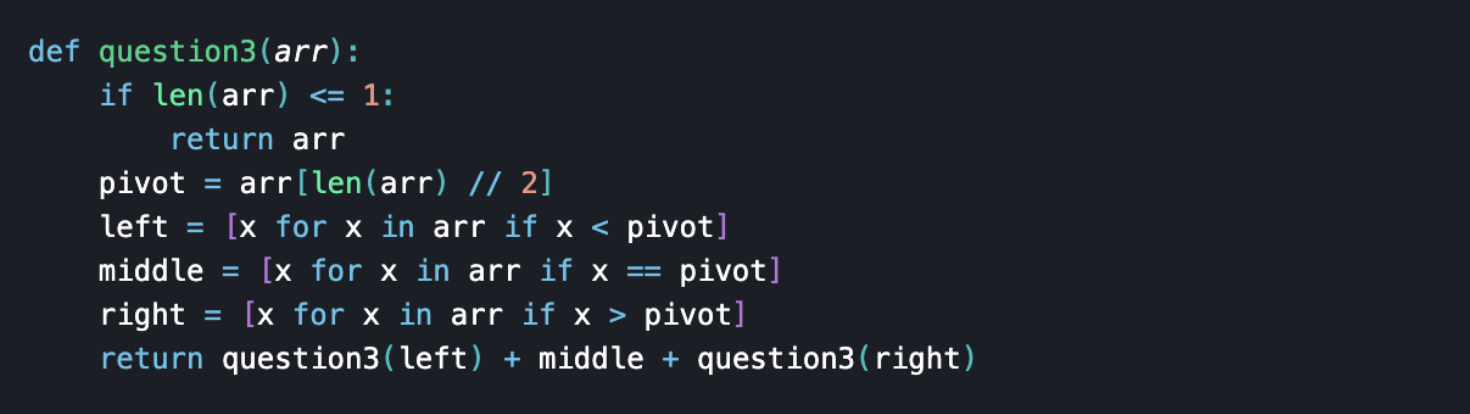 def question3(arr):
    if len(arr) <= 1:
        return arr
    pivot = arr[len(arr) // 2]
    left = [x for x in arr if x < pivot]
    middle = [x for x in arr if x == pivot]
    right = [x for x in arr if x > pivot]
    return question3(left) + middle + question3(right)